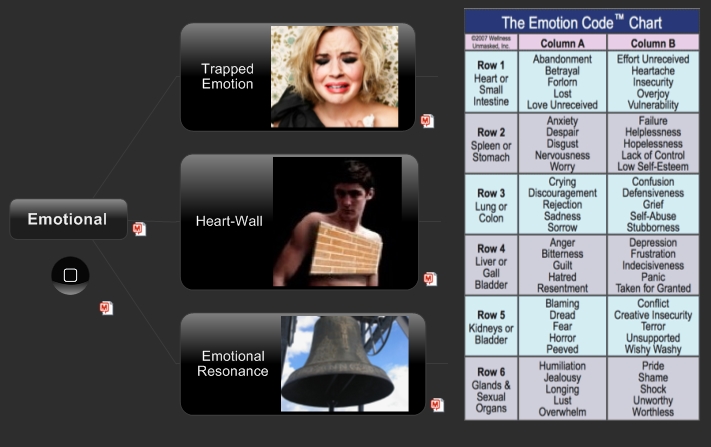 Emotional
Trapped
Emotion
Heart-Wall
Emotional
Resonance
The Emotion Code™ Chart
©2007 Wellness
Unmasked, Inc.
Column A
Column B
Row 1
Heart or
Small
Intestine
Abandonment
Betrayal
Forlorn
Lost
Love Unreceived
Effort Unreceived
Heartache
Insecurity
Overjoy
Vulnerability
Row 2
Spleen or
Stomach
Anxiety
Despair
Disgust
Nervousness
Worry
Failure
Helplessness
Hopelessness
Lack of Control
Low Self-Esteem
Row 3
Lung or
Colon
Crying
Discouragement
Rejection
Sadness
Sorrow
Confusion
Defensiveness
Grief
Self-Abuse
Stubborness
Row 4
Liver or
Gall
Bladder
Anger
Bitterness
Guilt
Hatred
Resentment
Depression
Frustration
Indecisiveness
Panic
Taken for Granted
Row 5
Kidneys or
Bladder
Blaming
Dread
Fear
Horror
Peeved
Conflict
Creative Insecurity
Terror
Unsupported
Wishy Washy
Row 6
Glands &
Sexual
Organs
Humiliation
Jealousy
Longing
Lust
Overwhelm
Pride
Shame
Shock
Unworthy
Worthless